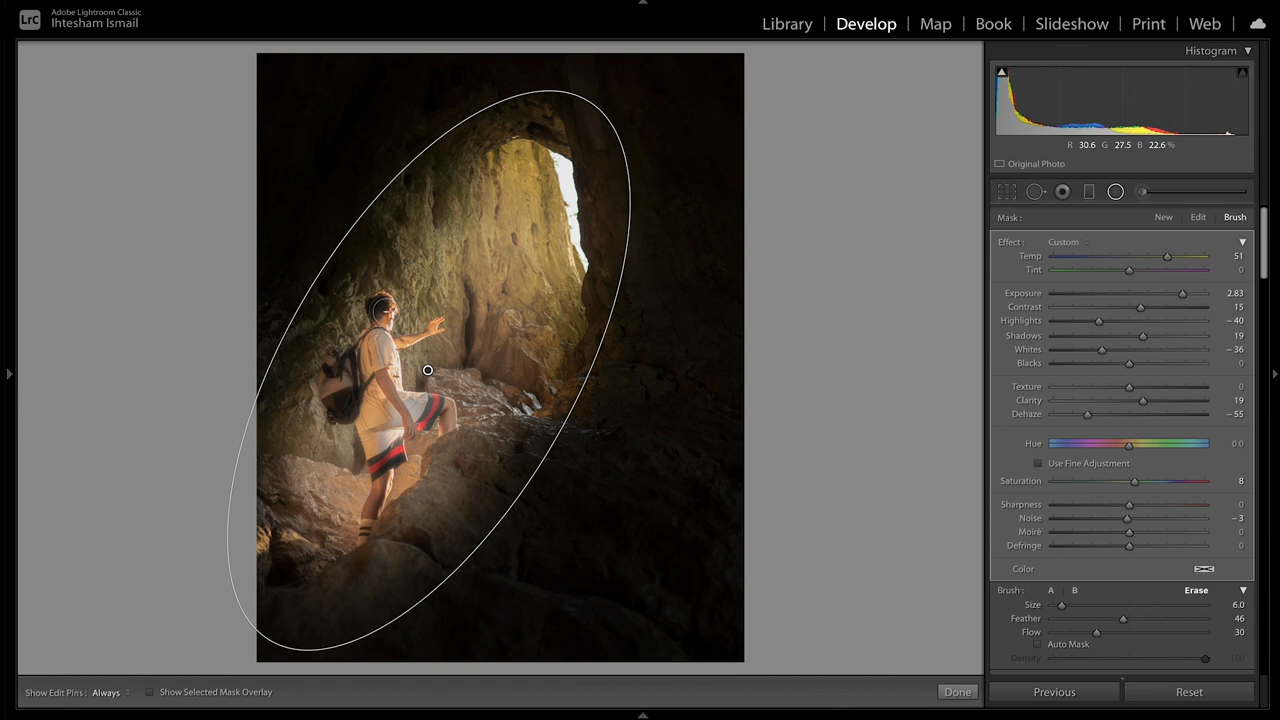 LrC
Adobe Lightroom Classic
Ihtesham Ismail
Library | Develop | Map | Book | Slideshow | Print | Web
Histogram
R 30.6 G 27.5 B 22.6 %
Original Photo
Mask : New Edit Brush
Effect : Custom
Temp 51
Tint 0
Exposure 2.83
Contrast 15
Highlights – 40
Shadows 19
Whites – 36
Blacks 0
Texture 0
Clarity 19
Dehaze – 55
Hue 0.0
Use Fine Adjustment
Saturation 8
Sharpness 0
Noise – 3
Moiré 0
Defringe 0
Color
Brush : A B Erase
Size 6.0
Feather 46
Flow 30
Auto Mask
Density 100
Show Edit Pins : Always Show Selected Mask Overlay Done
Previous Reset